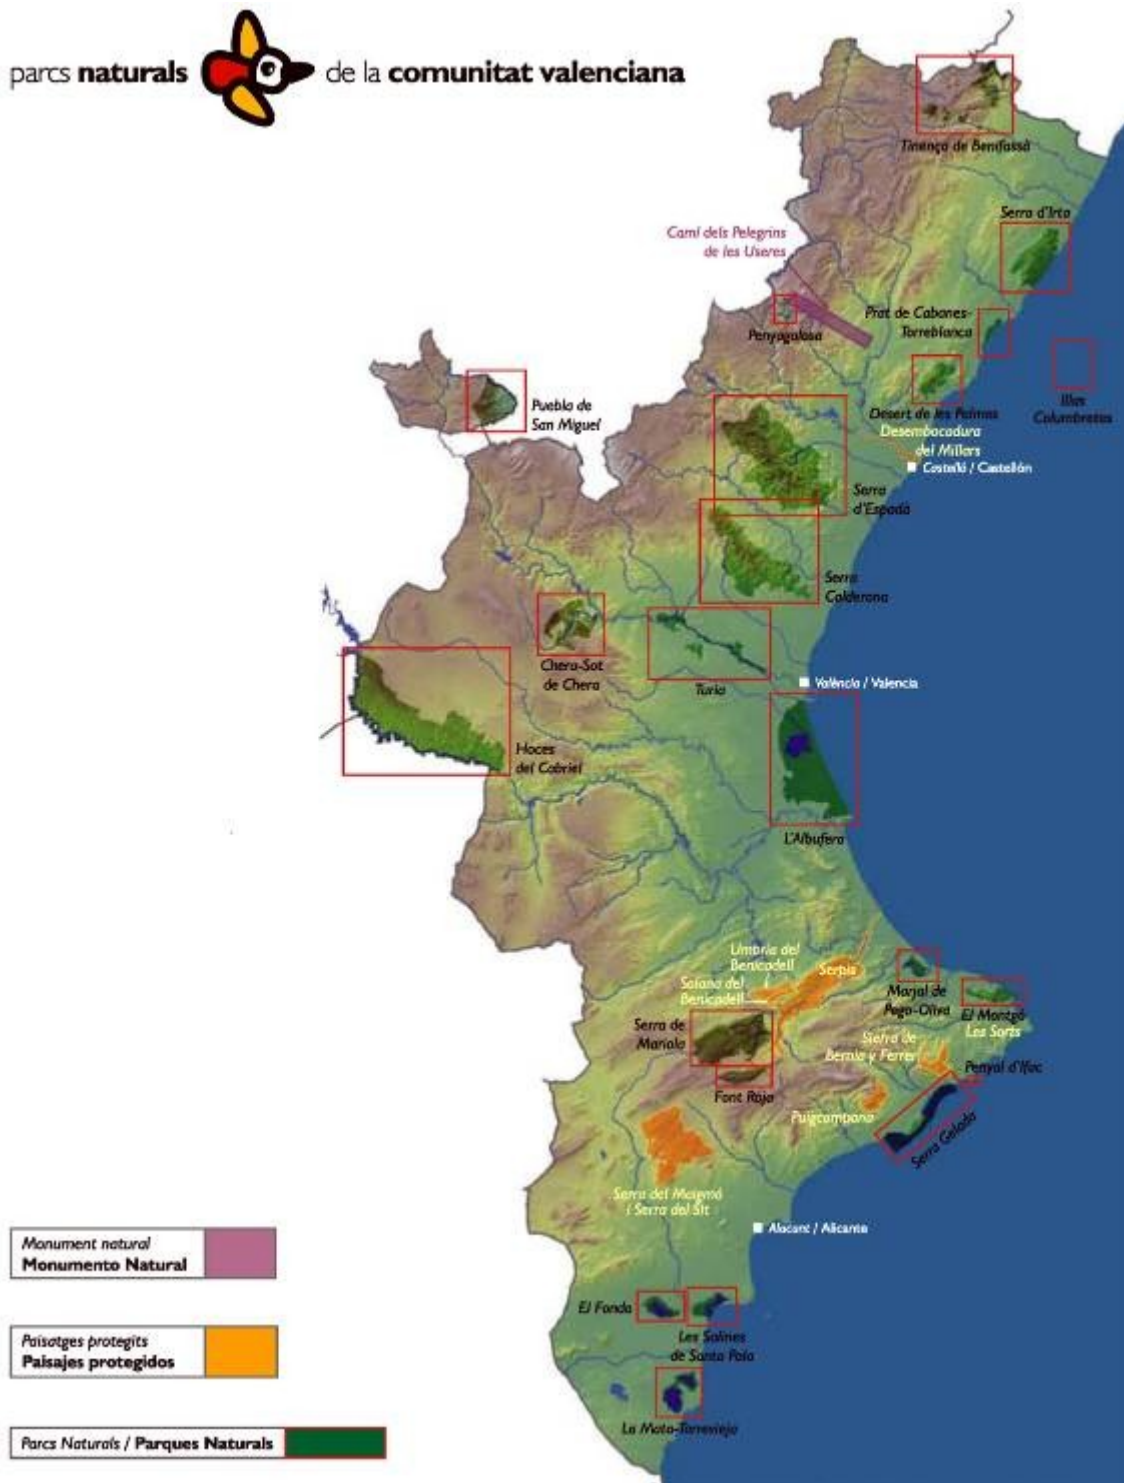 parcs naturals de la comunitat valenciana
Tinença de Benifassà
Serra d'Irta
Camí dels Pelegrins
de les Useres
Prat de Cabanes-
Torreblanca
Penyagolosa
Illes
Columbretes
Desert de les Palmes
Desembocadura
del Millars
Castelló / Castellón
Puebla de
San Miguel
Serra
d'Espadà
Serra
Calderona
Chera-Sot
de Chera
Turia
València / Valencia
Hoces
del Cabriel
L'Albufera
Umbria del
Benicadell
Serpis
Solana del
Benicadell
Marjal de
Pego-Oliva
El Montgó
Les Sorts
Serra de
Mariola
Sierra de
Bernia y Ferrer
Penyal d'Ifac
Font Roja
Puigcampana
Serra Gelada
Serra del Maigmó
i Serra del Sit
Alacant / Alicante
Monument natural
Monumento Natural
El Fondo
Les Salines
de Santa Pola
Paisatges protegits
Paisajes protegidos
La Mata-Torrevieja
Parcs Naturals / Parques Naturals